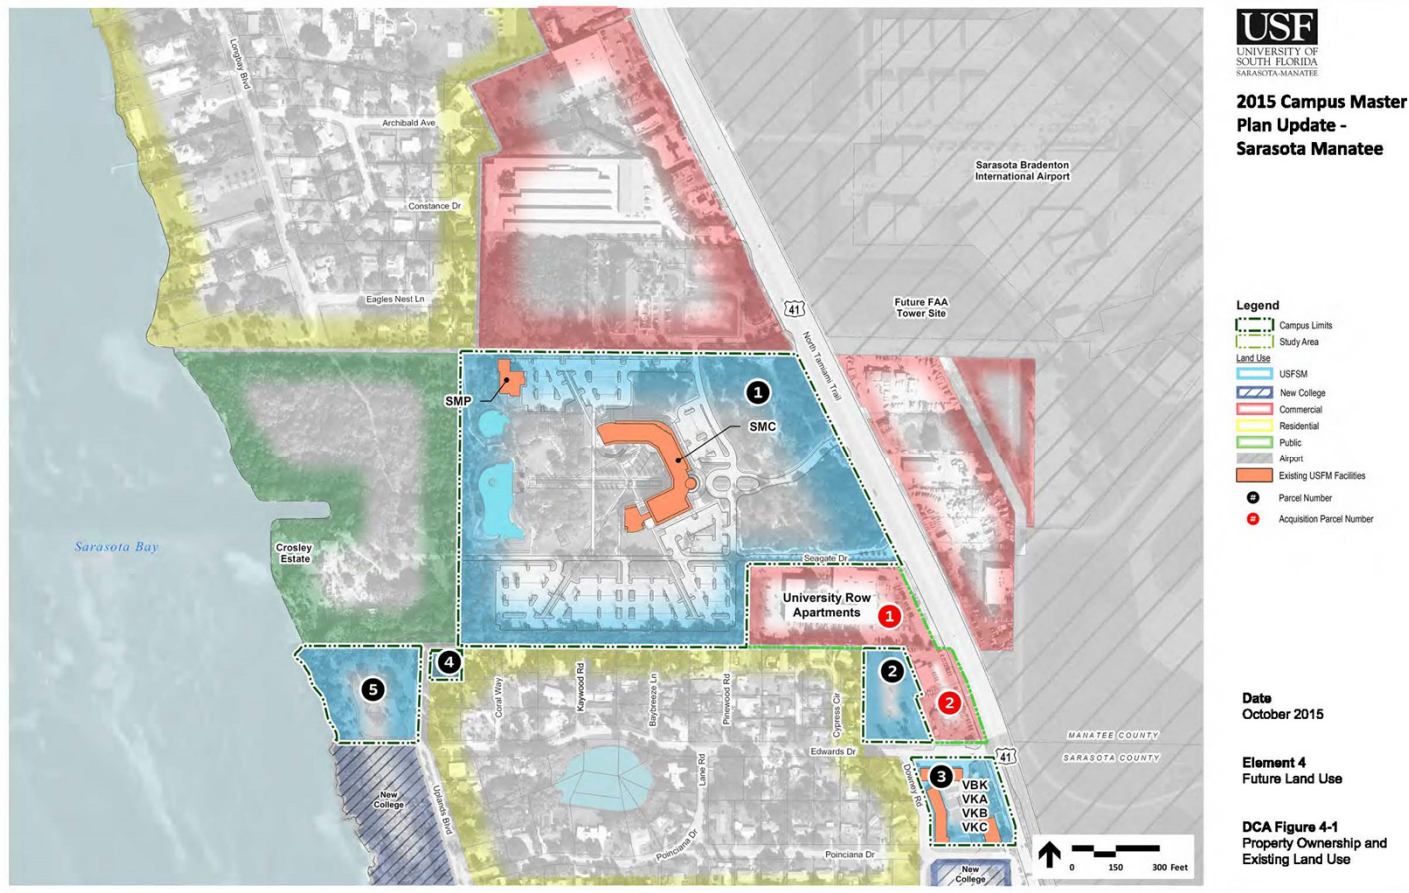 USF
UNIVERSITY OF
SOUTH FLORIDA
SARASOTA-MANATEE
2015 Campus Master
Plan Update -
Sarasota Manatee
Legend
Campus Limits
Study Area
Land Use
USFSM
New College
Commercial
Residential
Public
Airport
Existing USFM Facilities
# Parcel Number
# Acquisition Parcel Number
Date
October 2015
Element 4
Future Land Use
DCA Figure 4-1
Property Ownership and
Existing Land Use
Longbay Blvd
Archibald Ave
Constance Dr
Eagles Nest Ln
Sarasota Bradenton
International Airport
Future FAA
Tower Site
41
North Tamiami Trail
SMP
1
SMC
Sarasota Bay
Crosley
Estate
Seagate Dr
University Row
Apartments
1
4
5
2
2
Coral Way
Kaywood Rd
Baybreeze Ln
Pinewood Rd
Cypress Cir
Lane Rd
Edwards Dr
MANATEE COUNTY
SARASOTA COUNTY
41
Downey Rd
3
VBK
VKA
VKB
VKC
New
College
Uplands Blvd
Poinciana Dr
Poinciana Dr
New
College
0 150 300 Feet